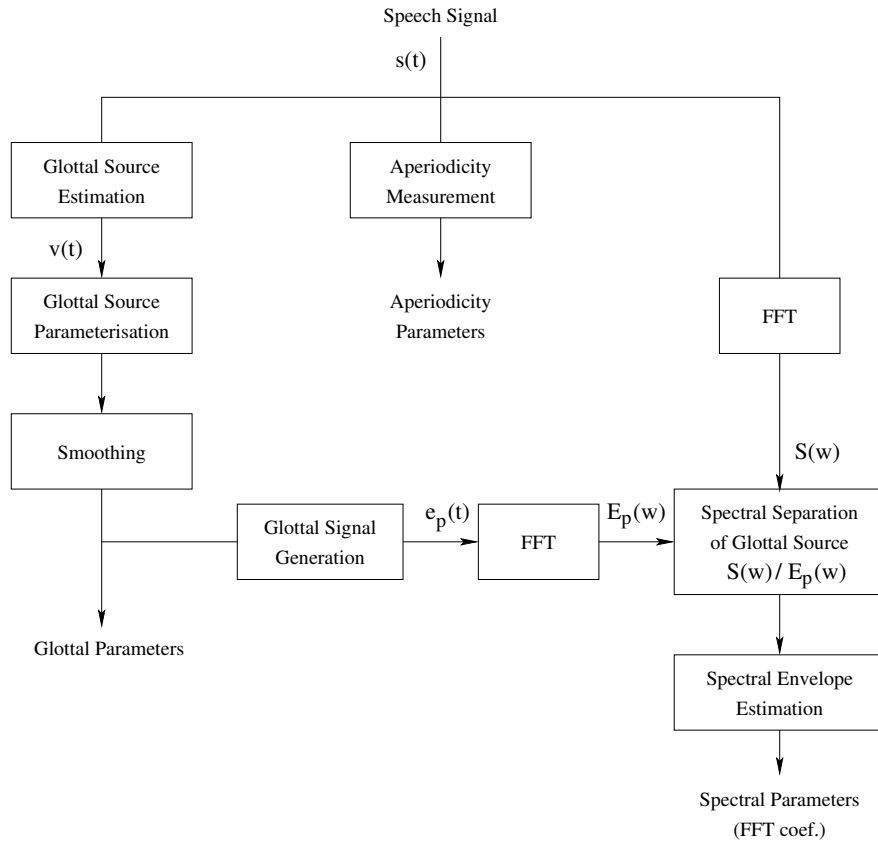 Speech Signal
s(t)
Glottal Source
Estimation
Aperiodicity
Measurement
v(t)
Glottal Source
Parameterisation
Aperiodicity
Parameters
FFT
Smoothing
S(w)
Glottal Signal
Generation
e_p(t)
FFT
E_p(w)
Spectral Separation
of Glottal Source
S(w) / E_p(w)
Glottal Parameters
Spectral Envelope
Estimation
Spectral Parameters
(FFT coef.)